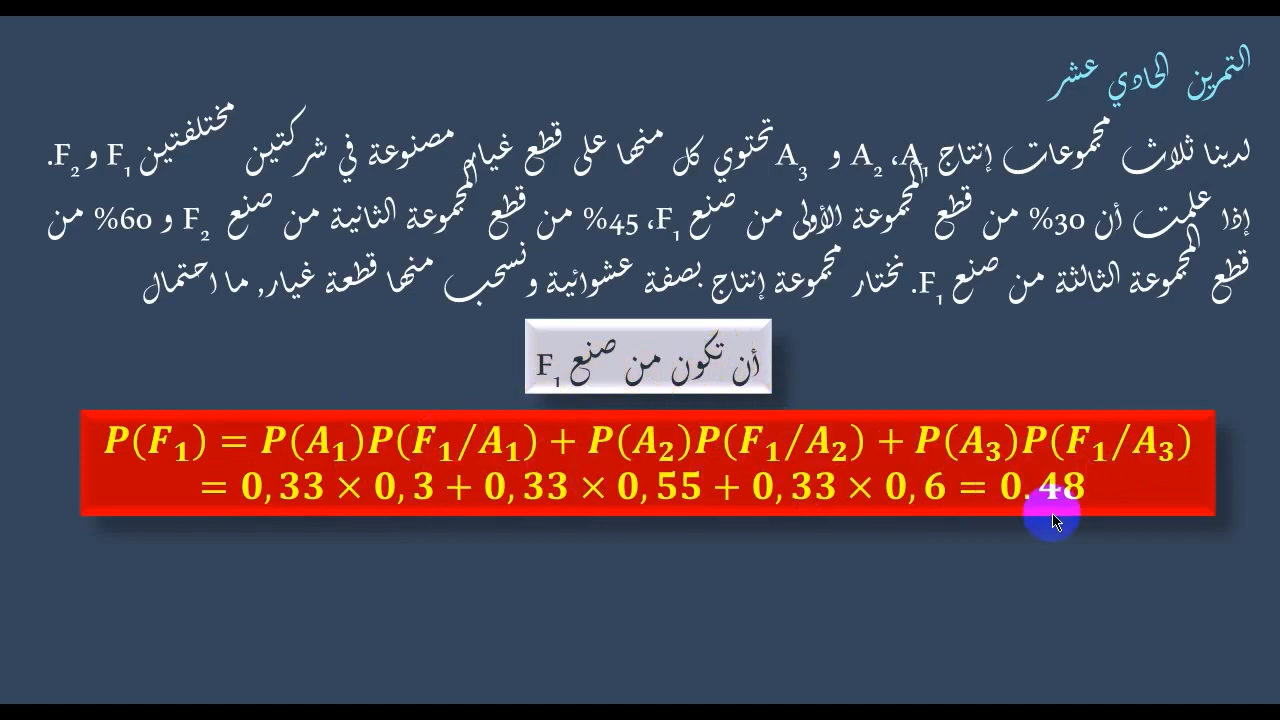 التمرين الحادي عشر
لدينا ثلاث مجموعات إنتاج A₁، A₂ و A₃ تحتوي كل منها على قطع غيار مصنوعة في شركتين مختلفتين F₁ و F₂.
إذا علمت أن 30% من قطع المجموعة الأولى من صنع F₁، 45% من قطع المجموعة الثانية من صنع F₂ و 60% من
قطع المجموعة الثالثة من صنع F₁. نختار مجموعة إنتاج بصفة عشوائية ونسحب منها قطعة غيار, ما احتمال
أن تكون من صنع F₁
P(F₁) = P(A₁)P(F₁/A₁) + P(A₂)P(F₁/A₂) + P(A₃)P(F₁/A₃)
= 0,33 × 0,3 + 0,33 × 0,55 + 0,33 × 0,6 = 0.48